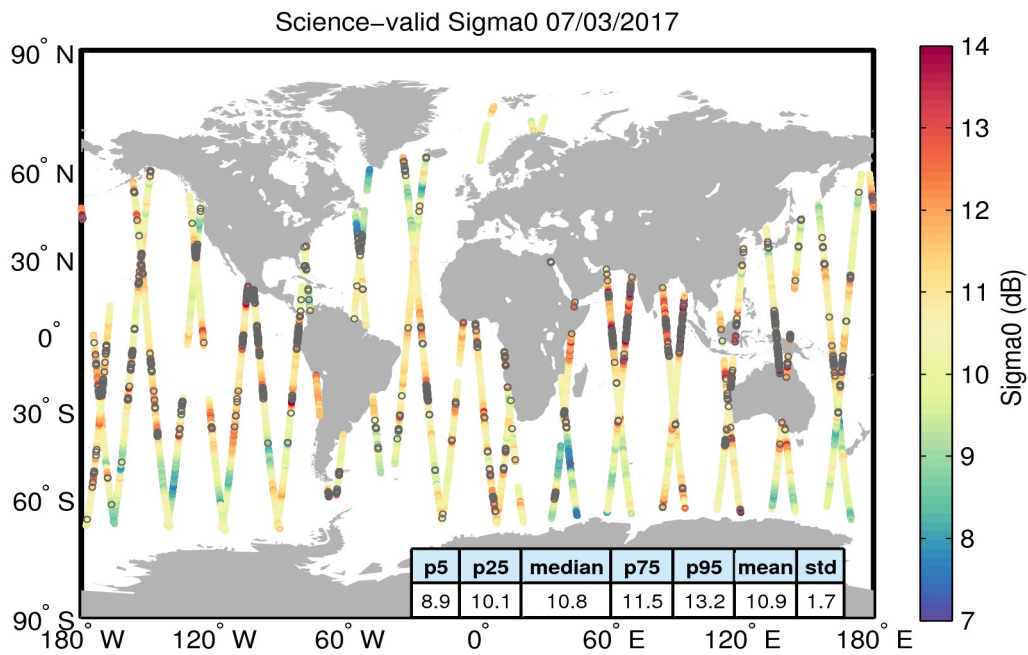 Science−valid Sigma0 07/03/2017
90° N
60° N
30° N
0°
30° S
60° S
90° S
180° W
120° W
60° W
0°
60° E
120° E
180° E
p5 p25 median p75 p95 mean std
8.9 10.1 10.8 11.5 13.2 10.9 1.7
14
13
12
11
10
9
8
7
Sigma0 (dB)